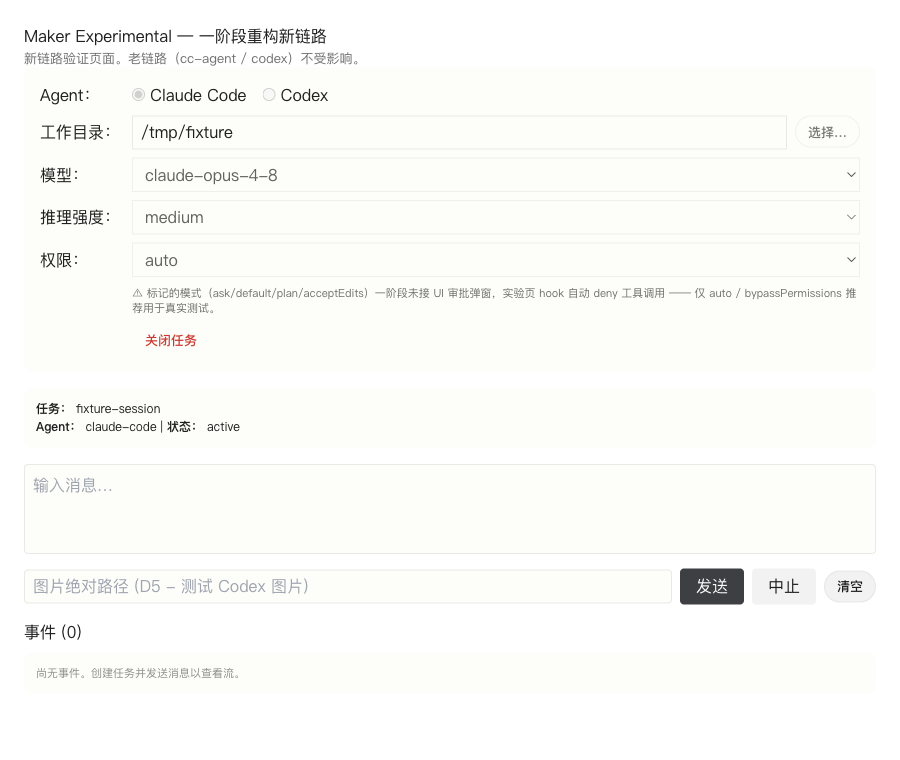 Maker Experimental — 一阶段重构新链路
新链路验证页面。老链路（cc-agent / codex）不受影响。
Agent: Claude Code Codex
工作目录: /tmp/fixture 选择...
模型: claude-opus-4-8
推理强度: medium
权限: auto
⚠ 标记的模式（ask/default/plan/acceptEdits）一阶段未接 UI 审批弹窗，实验页 hook 自动 deny 工具调用 —— 仅 auto / bypassPermissions 推
荐用于真实测试。
关闭任务
任务: fixture-session
Agent: claude-code | 状态: active
输入消息...
图片绝对路径 (D5 - 测试 Codex 图片) 发送 中止 清空
事件 (0)
尚无事件。创建任务并发送消息以查看流。